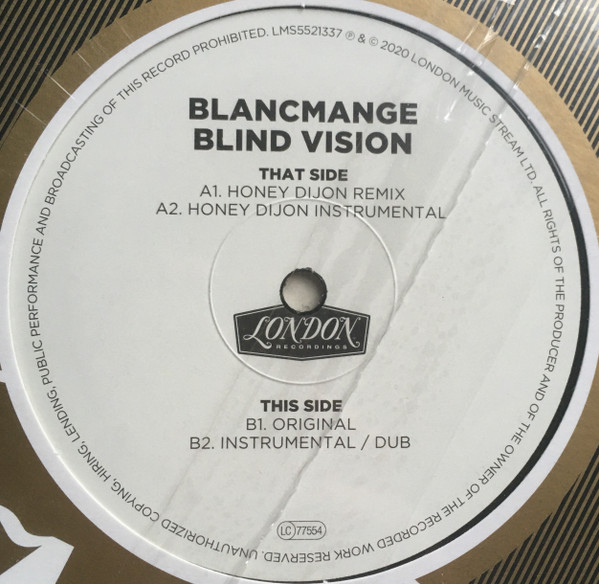 UNAUTHORIZED COPYING, HIRING, LENDING, PUBLIC PERFORMANCE AND BROADCASTING OF THIS RECORD PROHIBITED. LMS5521337 ℗ & © 2020 LONDON MUSIC STREAM LTD. ALL RIGHTS OF THE PRODUCER AND OF THE OWNER OF THE RECORDED WORK RESERVED.
BLANCMANGE
BLIND VISION
THAT SIDE
A1. HONEY DIJON REMIX
A2. HONEY DIJON INSTRUMENTAL
LONDON
RECORDINGS
THIS SIDE
B1. ORIGINAL
B2. INSTRUMENTAL / DUB
LC 77554